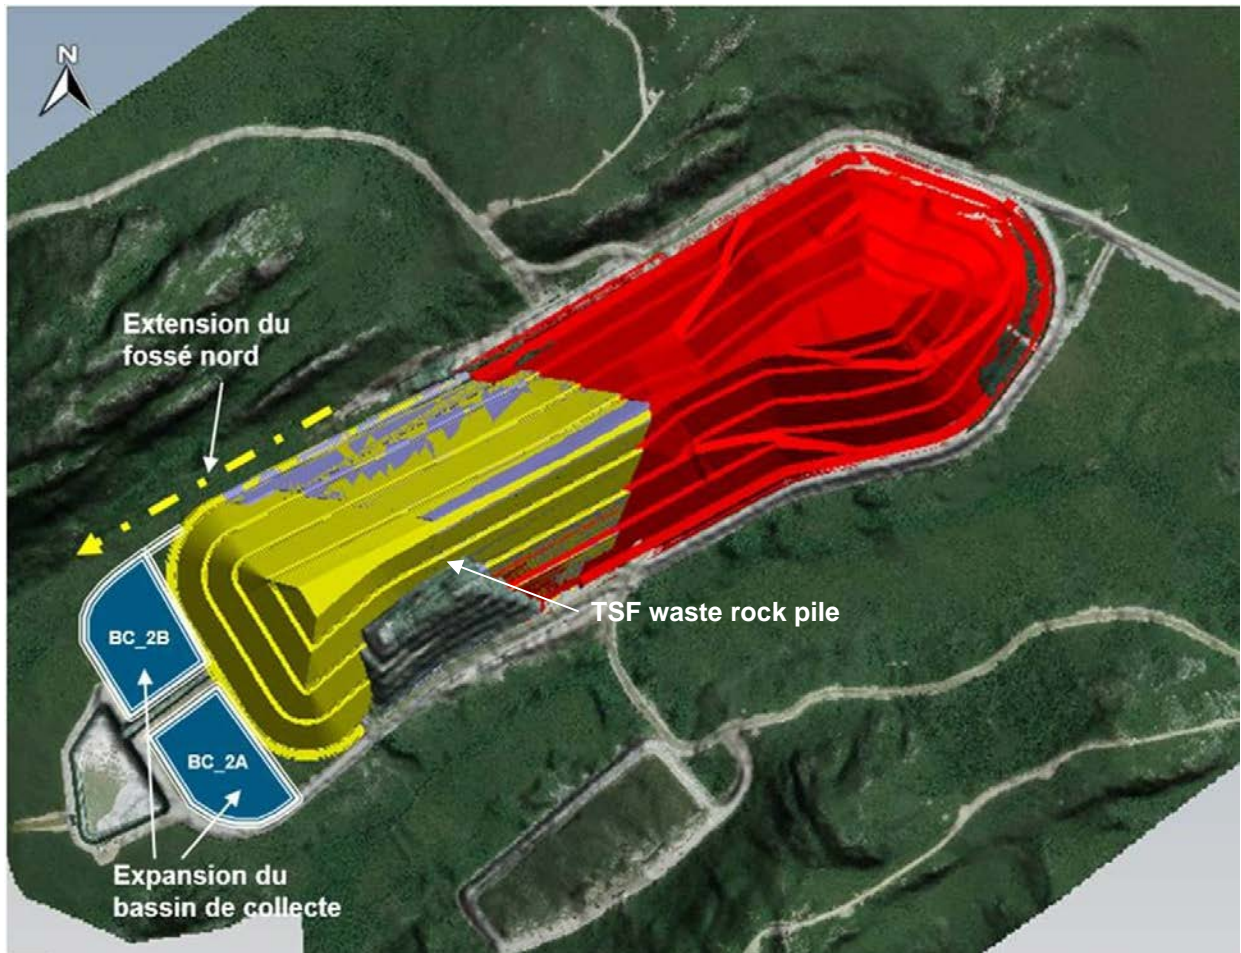 N
Extension du
fossé nord
TSF waste rock pile
BC_2B
BC_2A
Expansion du
bassin de collecte